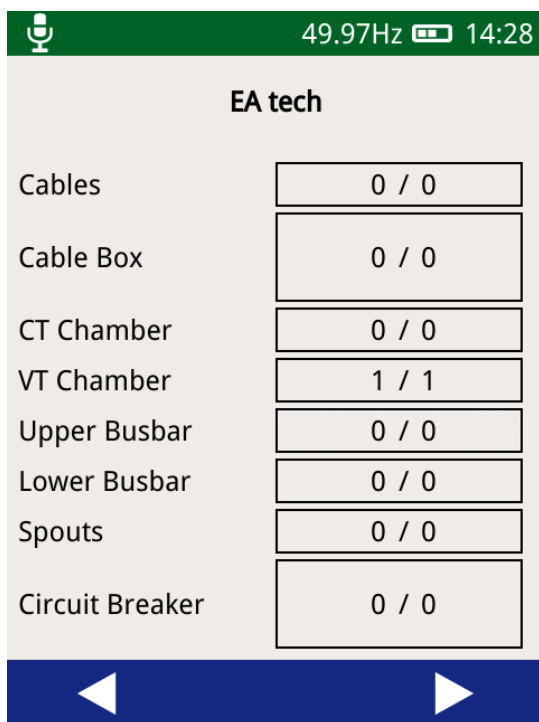 49.97Hz 14:28
EA tech
Cables 0 / 0
Cable Box 0 / 0
CT Chamber 0 / 0
VT Chamber 1 / 1
Upper Busbar 0 / 0
Lower Busbar 0 / 0
Spouts 0 / 0
Circuit Breaker 0 / 0